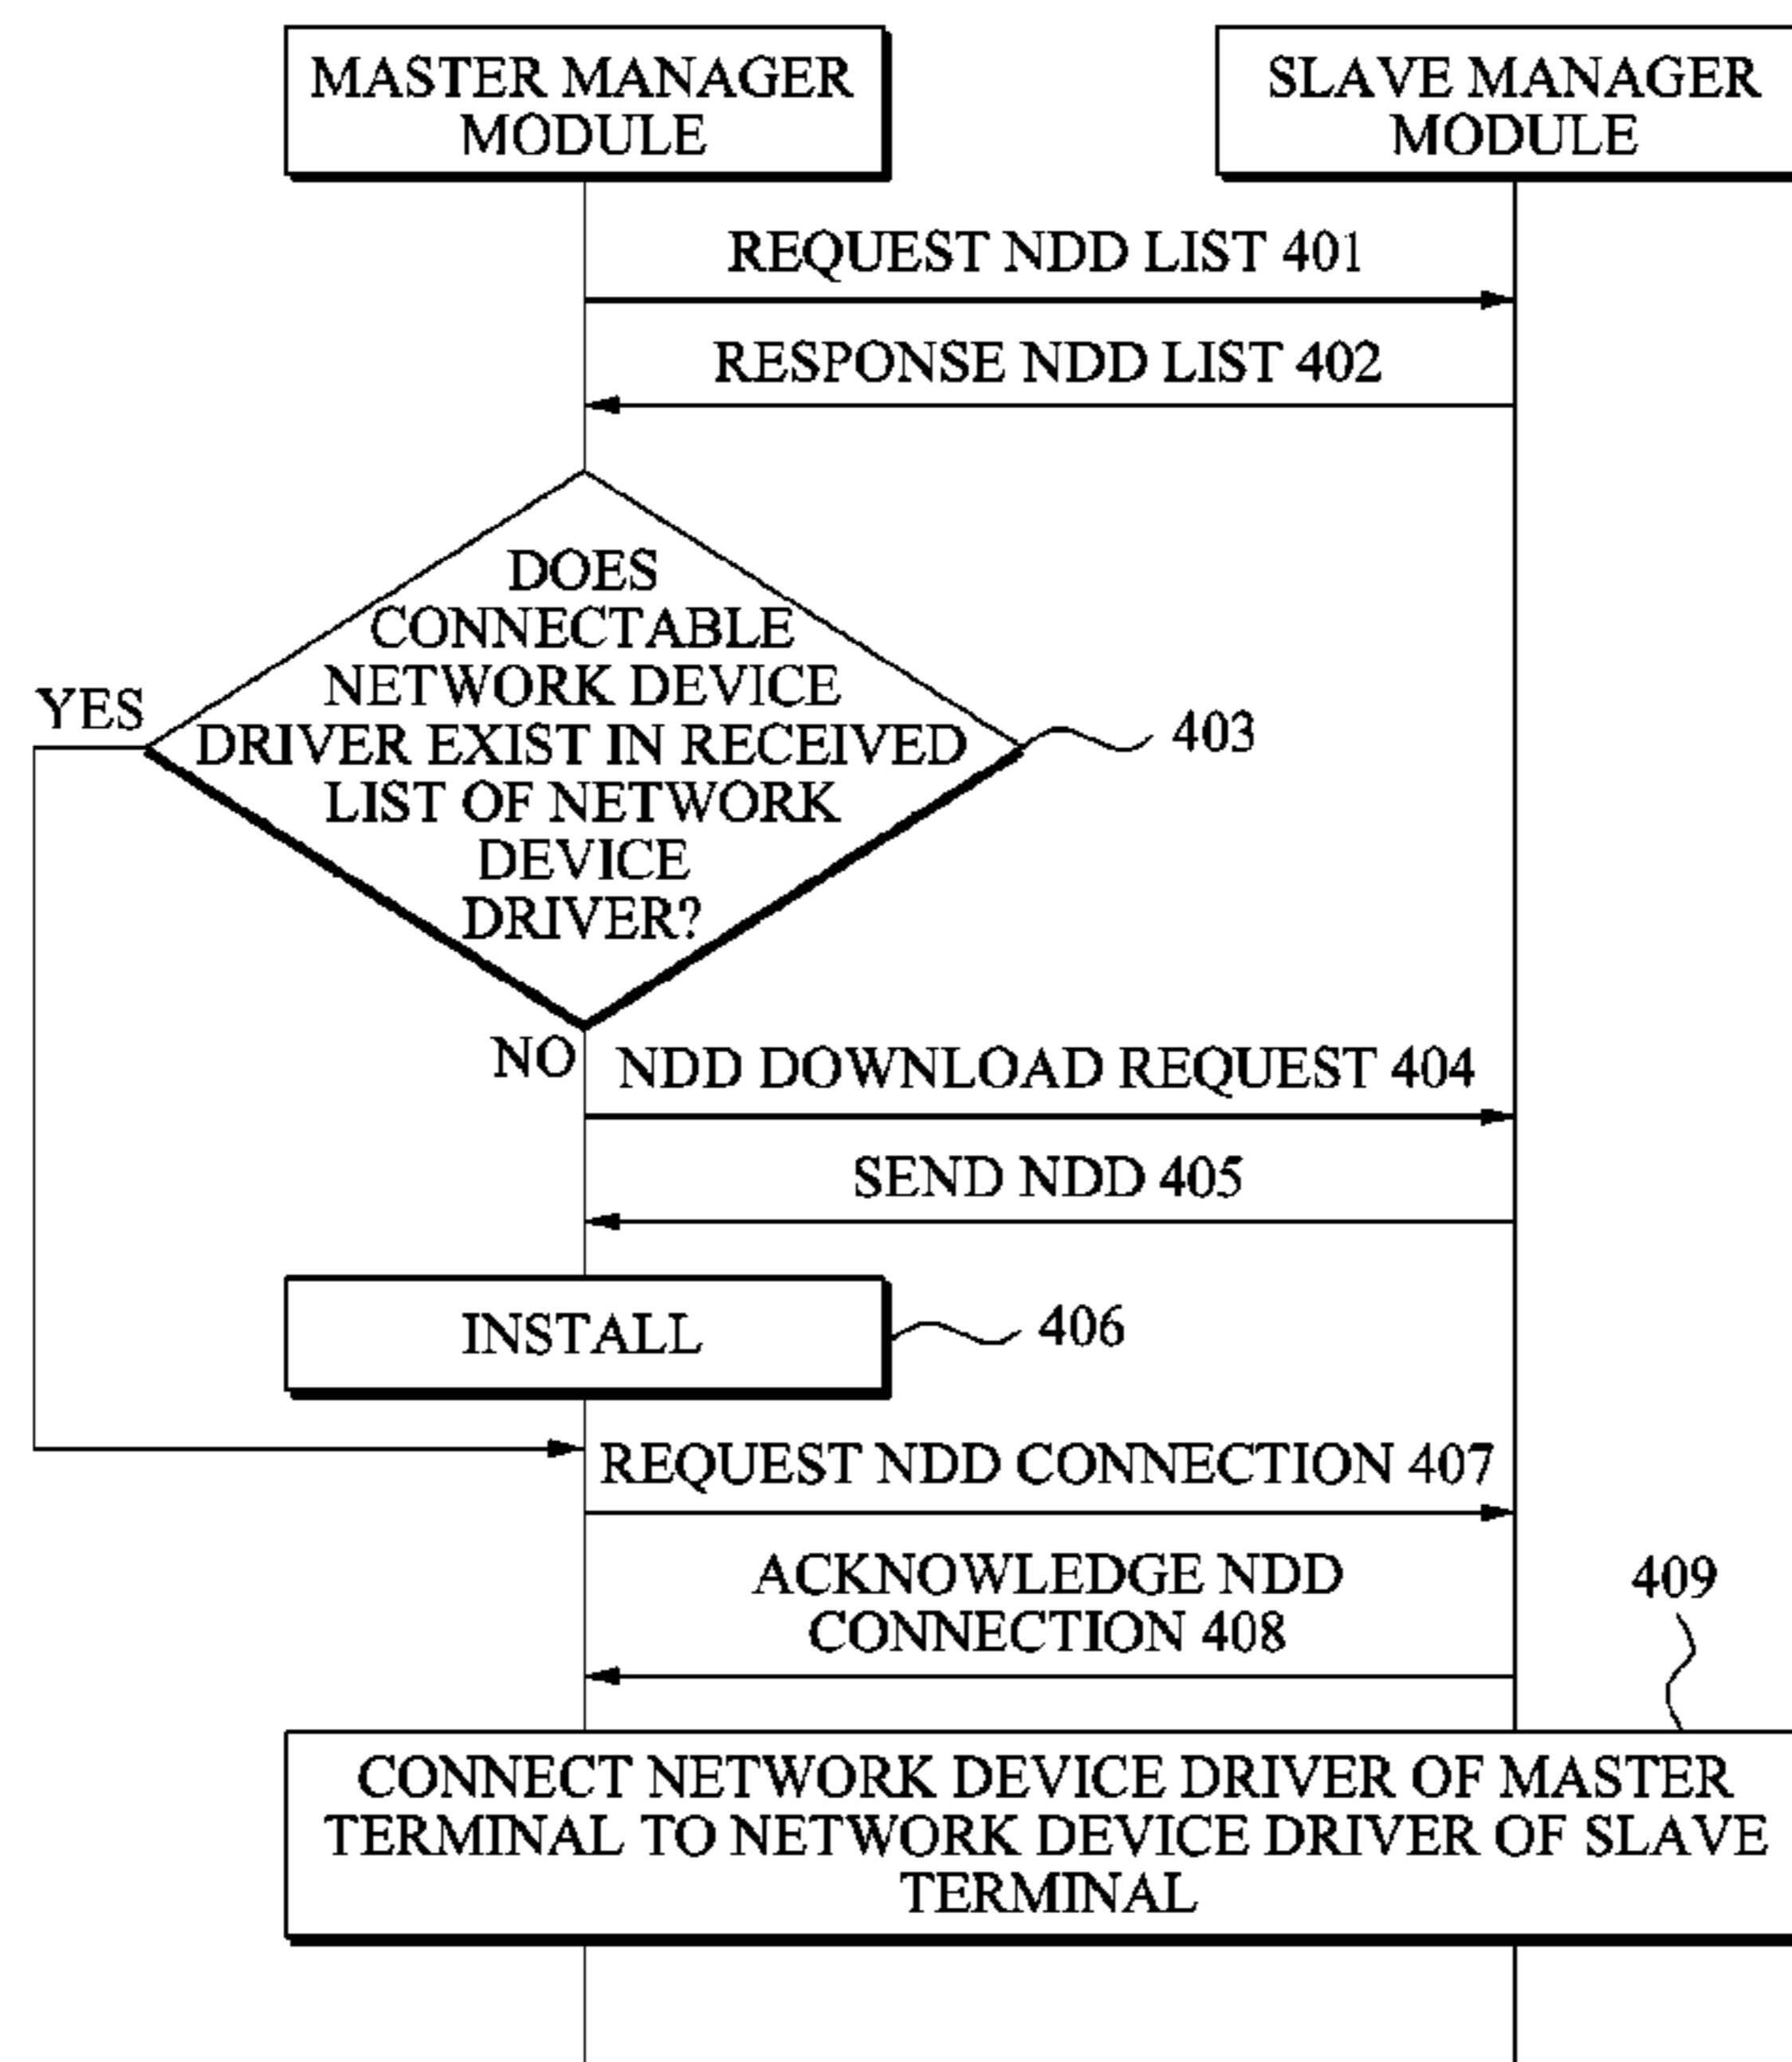 MASTER MANAGER
MODULE
SLAVE MANAGER
MODULE
REQUEST NDD LIST 401
RESPONSE NDD LIST 402
DOES
CONNECTABLE
NETWORK DEVICE
DRIVER EXIST IN RECEIVED
LIST OF NETWORK
DEVICE
DRIVER?
YES
403
NO
NDD DOWNLOAD REQUEST 404
SEND NDD 405
INSTALL
406
REQUEST NDD CONNECTION 407
ACKNOWLEDGE NDD
CONNECTION 408
409
CONNECT NETWORK DEVICE DRIVER OF MASTER
TERMINAL TO NETWORK DEVICE DRIVER OF SLAVE
TERMINAL